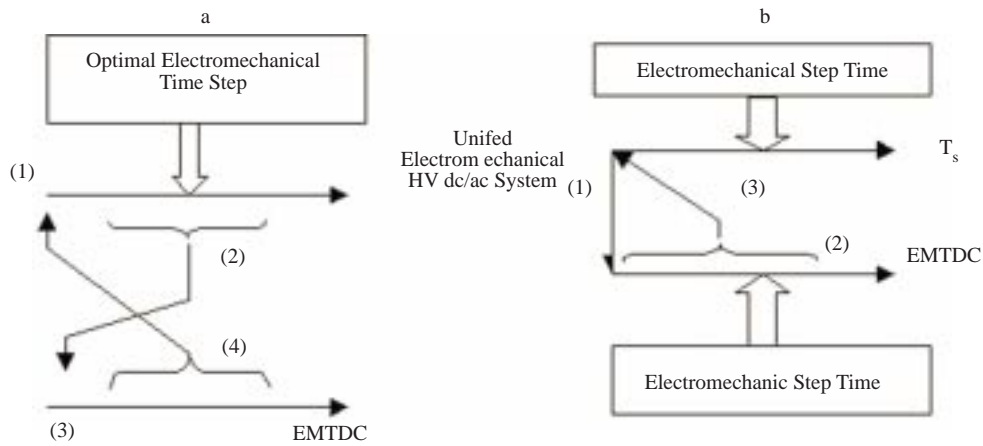 a
Optimal Electromechanical
Time Step
(1)
(2)
(4)
(3)
EMTDC
b
Electromechanical Step Time
Unifed
Electrom echanical
HV dc/ac System
(1)
Ts
(3)
(2)
EMTDC
Electromechanic Step Time